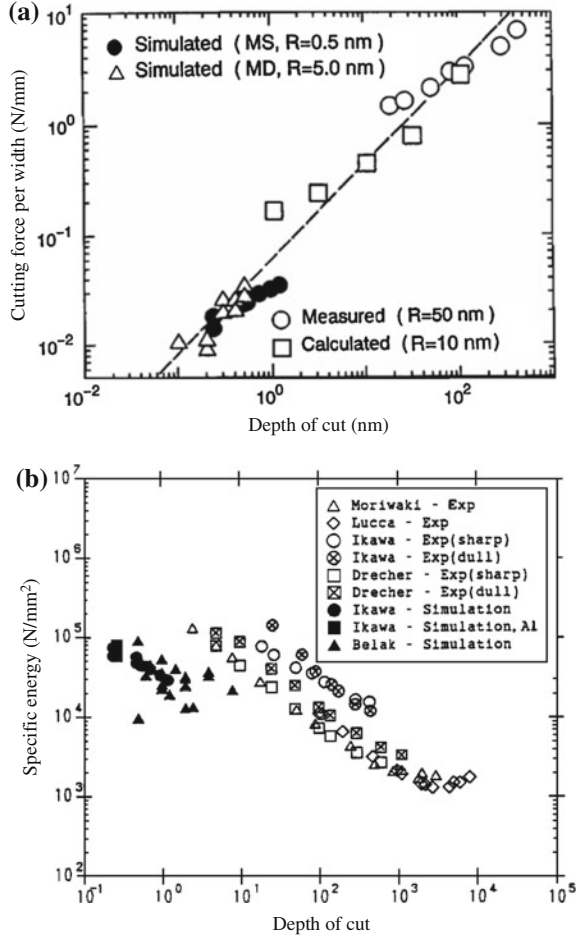 (a)
10¹
10⁰
10⁻¹
10⁻²
Cutting force per width (N/mm)
Simulated ( MS, R=0.5 nm)
Simulated ( MD, R=5.0 nm)
Measured ( R=50 nm)
Calculated ( R=10 nm)
10⁻² 10⁰ 10²
Depth of cut (nm)
(b)
10⁷
10⁶
10⁵
10⁴
10³
10²
Specific energy (N/mm²)
Moriwaki - Exp
Lucca - Exp
Ikawa - Exp(sharp)
Ikawa - Exp(dull)
Drecher - Exp(sharp)
Drecher - Exp(dull)
Ikawa - Simulation
Ikawa - Simulation, Al
Belak - Simulation
10⁻¹ 10⁰ 10¹ 10² 10³ 10⁴ 10⁵
Depth of cut